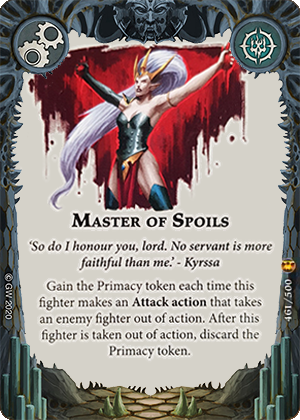 MASTER OF SPOILS
'So do I honour you, lord. No servant is more
faithful than me.' - Kyrssa
Gain the Primacy token each time this
fighter makes an Attack action that takes
an enemy fighter out of action. After this
fighter is taken out of action, discard the
Primacy token.
© GW 2020
461/500